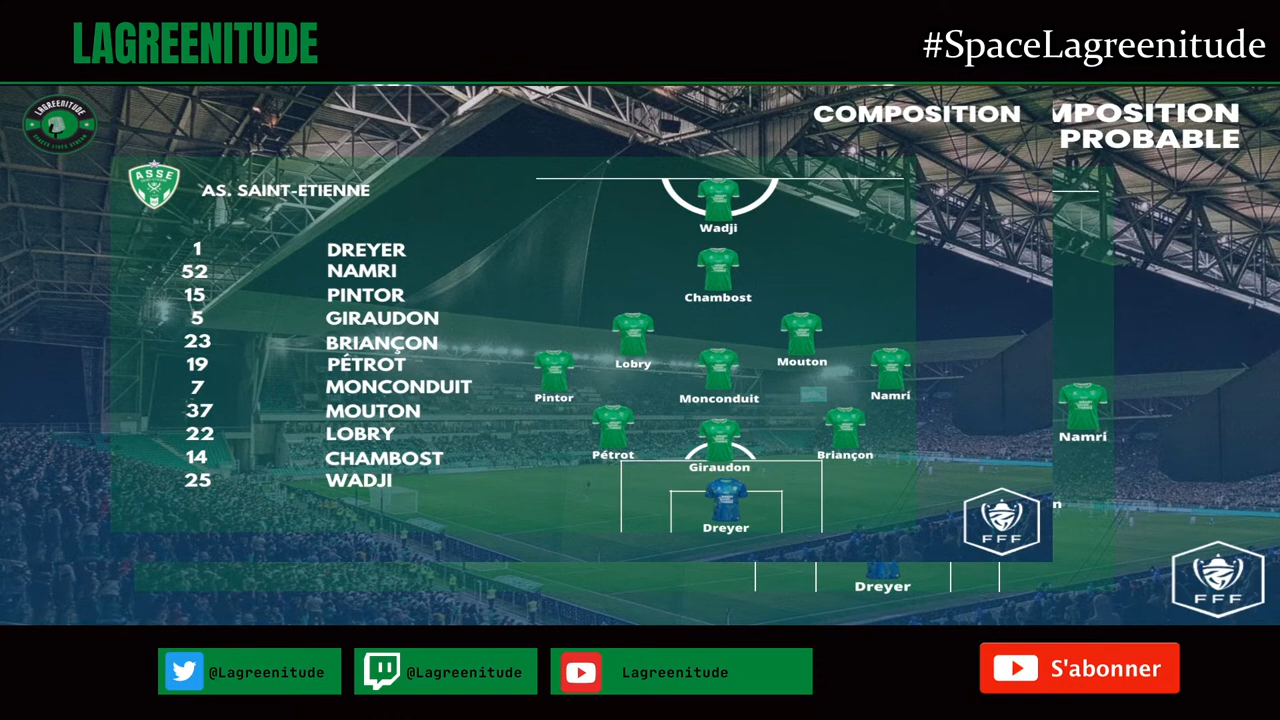 LAGREENITUDE
#SpaceLagreenitude
LAGREENITUDE
COMPOSITION
MPOSITION
PROBABLE
ASSE
AS. SAINT-ETIENNE
1 DREYER
52 NAMRI
15 PINTOR
5 GIRAUDON
23 BRIANÇON
19 PÉTROT
7 MONCONDUIT
37 MOUTON
22 LOBRY
14 CHAMBOST
25 WADJI
Wadji
Chambost
Lobry
Mouton
Pintor
Monconduit
Namri
Pétrot
Giraudon
Briançon
Dreyer
FFF
Namri
n
Dreyer
FFF
@Lagreenitude
@Lagreenitude
Lagreenitude
S'abonner